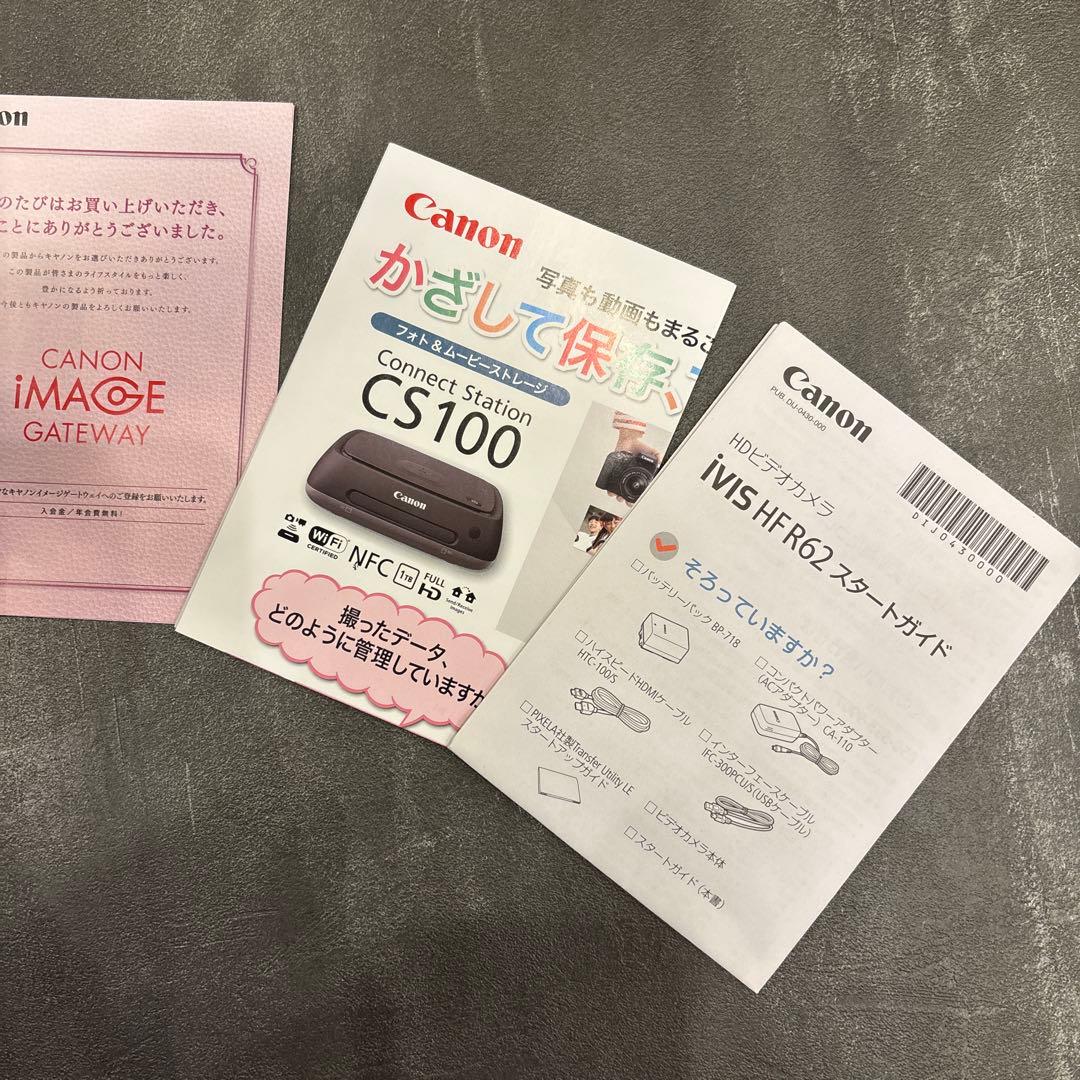 on
のたびはお買い上げいただき、
ことにありがとうございました。
の製品からキヤノンをお選びいただきありがとうございます。
この製品が皆さまのライフスタイルをもっと楽しく、
豊かになるよう祈っております。
今後ともキヤノンの製品をよろしくお願いいたします。
CANON
iMAGE
GATEWAY
なキヤノンイメージゲートウェイへのご登録をお願いいたします。
入会金/年会費無料!
Canon
写真も動画もまるご
かざして保存、
フォト&ムービーストレージ
Connect Station
CS100
Canon
Wi Fi
CERTIFIED
NFC
1TB
FULL
HD
Send/Receive
Images
撮ったデータ、
どのように管理していますか
Canon
PUB. DIJ-0430-000
DIJ0430000
HDビデオカメラ
iVIS HF R62 スタートガイド
そろっていますか?
□バッテリーパック BP-718
□コンパクトパワーアダプター
(ACアダプター) CA-110
□ハイスピードHDMIケーブル
HTC-100/S
□インターフェースケーブル
IFC-300PCU/S(USBケーブル)
□PIXELA社製Transfer Utility LE
スタートアップガイド
□ビデオカメラ本体
□スタートガイド(本書)